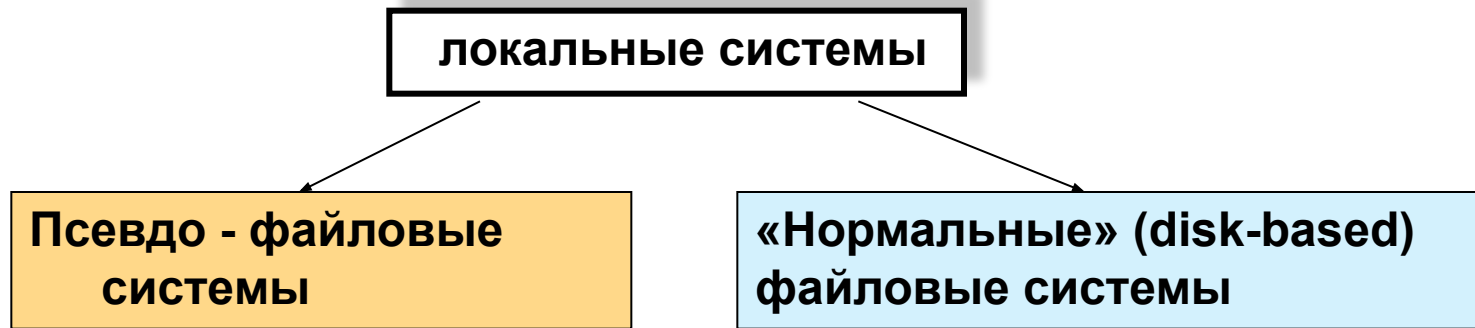 локальные системы
Псевдо - файловые
системы
«Нормальные» (disk-based)
файловые системы